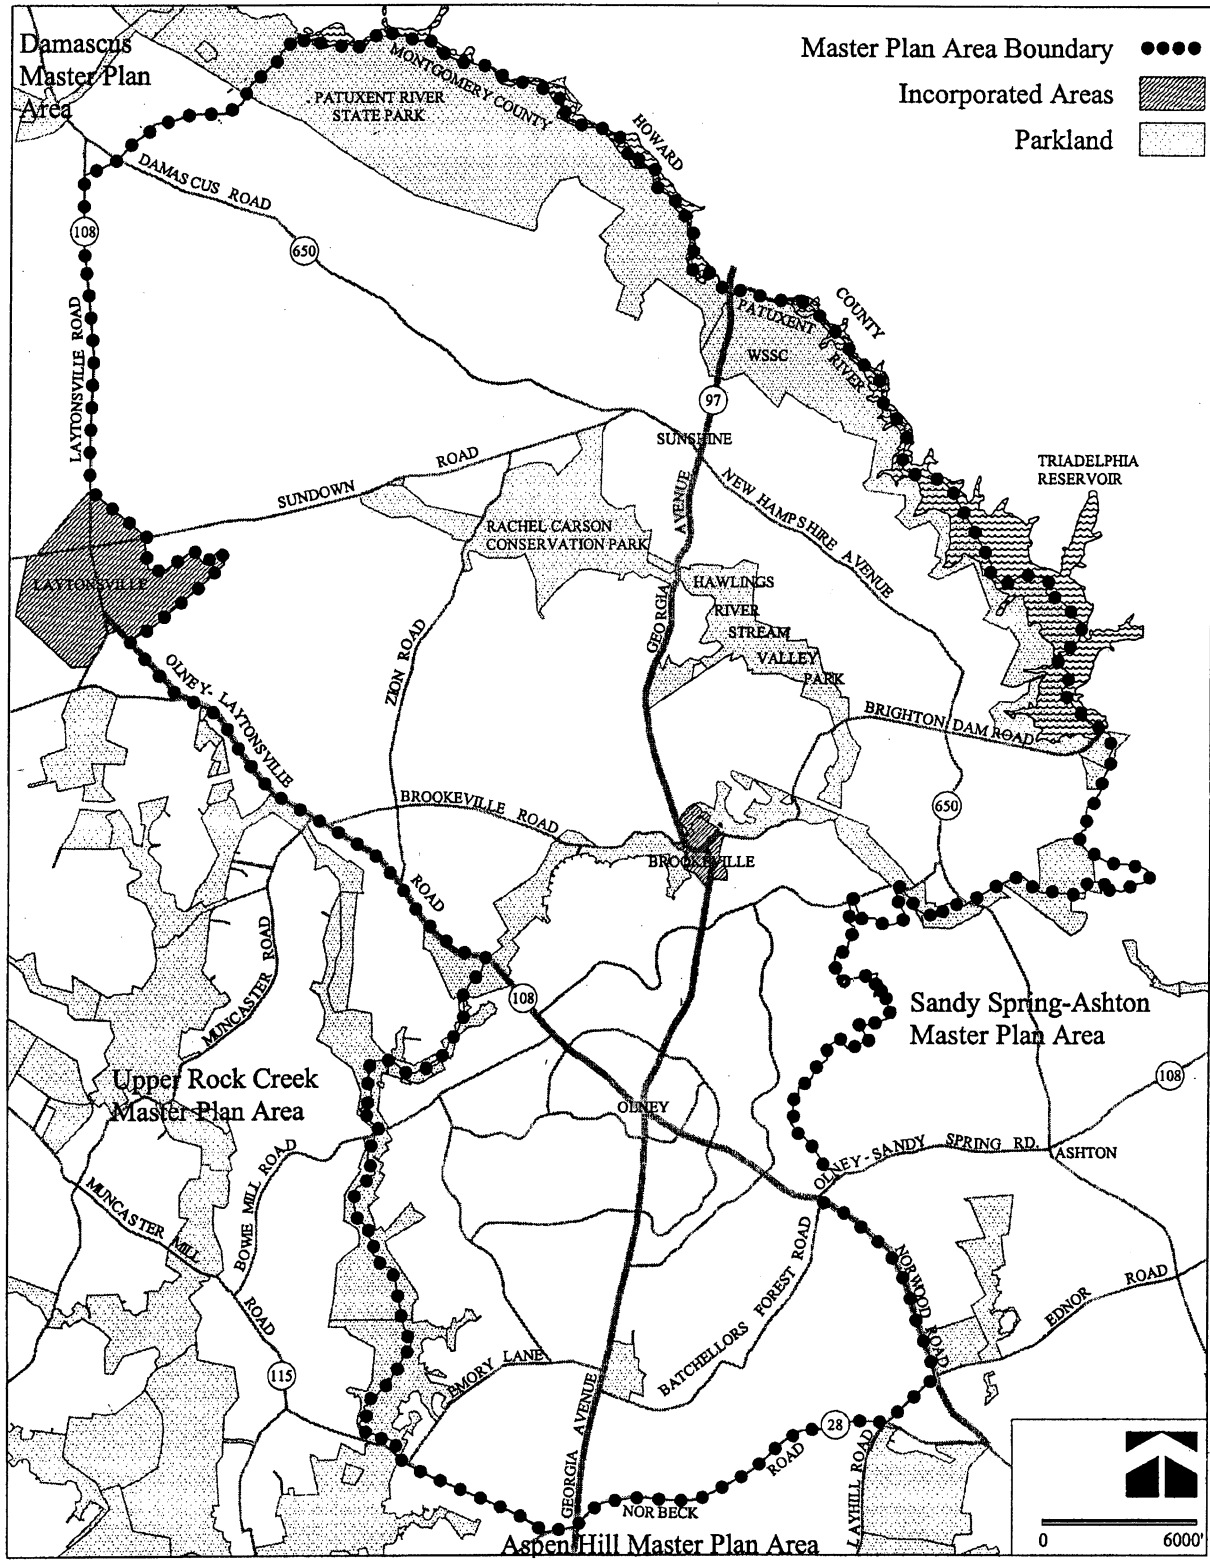 Damascus
Master Plan
Area
Master Plan Area Boundary
Incorporated Areas
Parkland
MONTGOMERY COUNTY
HOWARD
COUNTY
PATUXENT RIVER
STATE PARK
DAMASCUS ROAD
108
650
LAYTONSVILLE ROAD
PATUXENT
RIVER
WSSC
97
SUNSHINE
SUNDOWN ROAD
TRIADELPHIA
RESERVOIR
NEW HAMPSHIRE AVENUE
RACHEL CARSON
CONSERVATION PARK
GEORGIA AVENUE
LAYTONSVILLE
HAWLINGS
RIVER
STREAM
VALLEY
PARK
ZION ROAD
OLNEY-LAYTONSVILLE ROAD
BRIGHTON DAM ROAD
BROOKEVILLE ROAD
650
BROOKEVILLE
MUNCASTER ROAD
108
Sandy Spring-Ashton
Master Plan Area
Upper Rock Creek
Master Plan Area
108
OLNEY
OLNEY-SANDY SPRING RD.
ASHTON
BOWIE MILL ROAD
MUNCASTER MILL ROAD
BATCHELLORS FOREST ROAD
NORWOOD ROAD
EDNOR ROAD
115
EMORY LANE
GEORGIA AVENUE
28
NORBECK ROAD
LAYHILL ROAD
Aspen Hill Master Plan Area
0 6000'